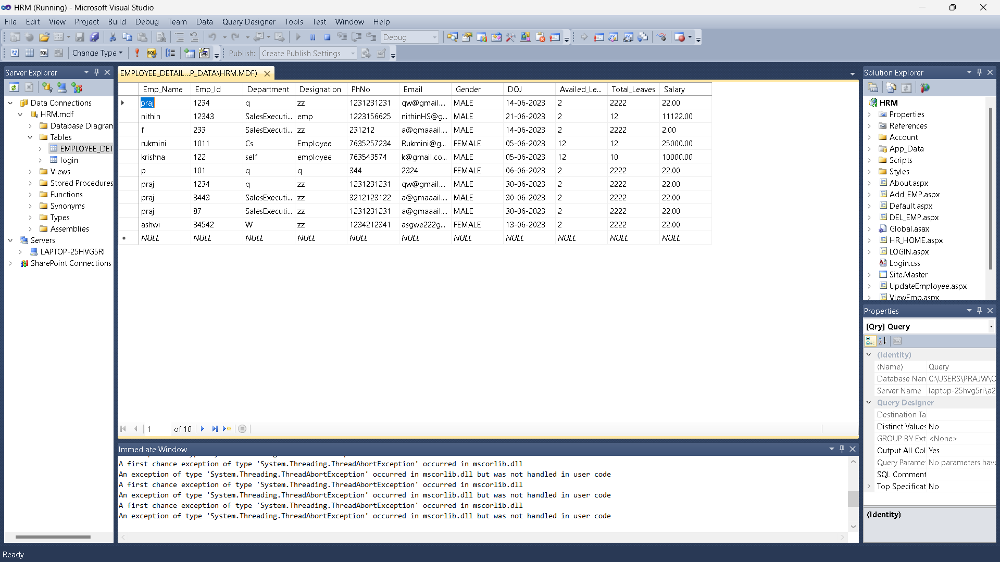 HRM (Running) - Microsoft Visual Studio
File Edit View Project Build Debug Team Data Query Designer Tools Test Window Help
Debug
Change Type Publish: Create Publish Settings
Server Explorer
Data Connections
HRM.mdf
Database Diagram
Tables
EMPLOYEE_DET
login
Views
Stored Procedures
Functions
Synonyms
Types
Assemblies
Servers
LAPTOP-25HVG5RI
SharePoint Connections
EMPLOYEE_DETAIL...P_DATA\HRM.MDF)
Emp_Name Emp_Id Department Designation PhNo Email Gender DOJ Availed_Le... Total_Leaves Salary
praj 1234 q zz 1231231231 qw@gmail.... MALE 14-06-2023 2 2222 22.00
nithin 12343 SalesExecuti... emp 1223156625 nithinHS@g... MALE 21-06-2023 2 12 11122.00
f 233 SalesExecuti... zz 231212 a@gmaaail.... MALE 14-06-2023 2 2222 2.00
rukmini 1011 Cs Employee 7635257234 Rukmini@g... FEMALE 05-06-2023 12 12 25000.00
krishna 122 self employee 763543574 k@gmail.co... MALE 05-06-2023 12 10 10000.00
p 101 q q 344 2324 FEMALE 06-06-2023 2 2222 22.00
praj 1234 q zz 1231231231 qw@gmail.... MALE 30-06-2023 2 2222 22.00
praj 3443 SalesExecuti... zz 3212123122 a@gmaaail.... MALE 30-06-2023 2 2222 22.00
praj 87 SalesExecuti... zz 1231231231 a@gmaaail.... MALE 30-06-2023 2 2222 22.00
ashwi 34542 W zz 1234212341 asgwe222g... FEMALE 13-06-2023 2 2222 22.00
NULL NULL NULL NULL NULL NULL NULL NULL NULL NULL NULL
1 of 10
Immediate Window
A first chance exception of type 'System.Threading.ThreadAbortException' occurred in mscorlib.dll
An exception of type 'System.Threading.ThreadAbortException' occurred in mscorlib.dll but was not handled in user code
A first chance exception of type 'System.Threading.ThreadAbortException' occurred in mscorlib.dll
An exception of type 'System.Threading.ThreadAbortException' occurred in mscorlib.dll but was not handled in user code
A first chance exception of type 'System.Threading.ThreadAbortException' occurred in mscorlib.dll
An exception of type 'System.Threading.ThreadAbortException' occurred in mscorlib.dll but was not handled in user code
Solution Explorer
HRM
Properties
References
Account
App_Data
Scripts
Styles
About.aspx
Add_EMP.aspx
Default.aspx
DEL_EMP.aspx
Global.asax
HR_HOME.aspx
LOGIN.aspx
Login.css
Site.Master
UpdateEmployee.aspx
ViewEmp.aspx
Properties
[Qry] Query
(Identity)
(Name) Query
Database Nam C:\USERS\PRAJW\O
Server Name laptop-25hvg5ri\a2
Query Designer
Destination Ta
Distinct Values No
GROUP BY Ext <None>
Output All Col Yes
Query Parame No parameters have
SQL Comment
Top Specificat No
(Identity)
Ready